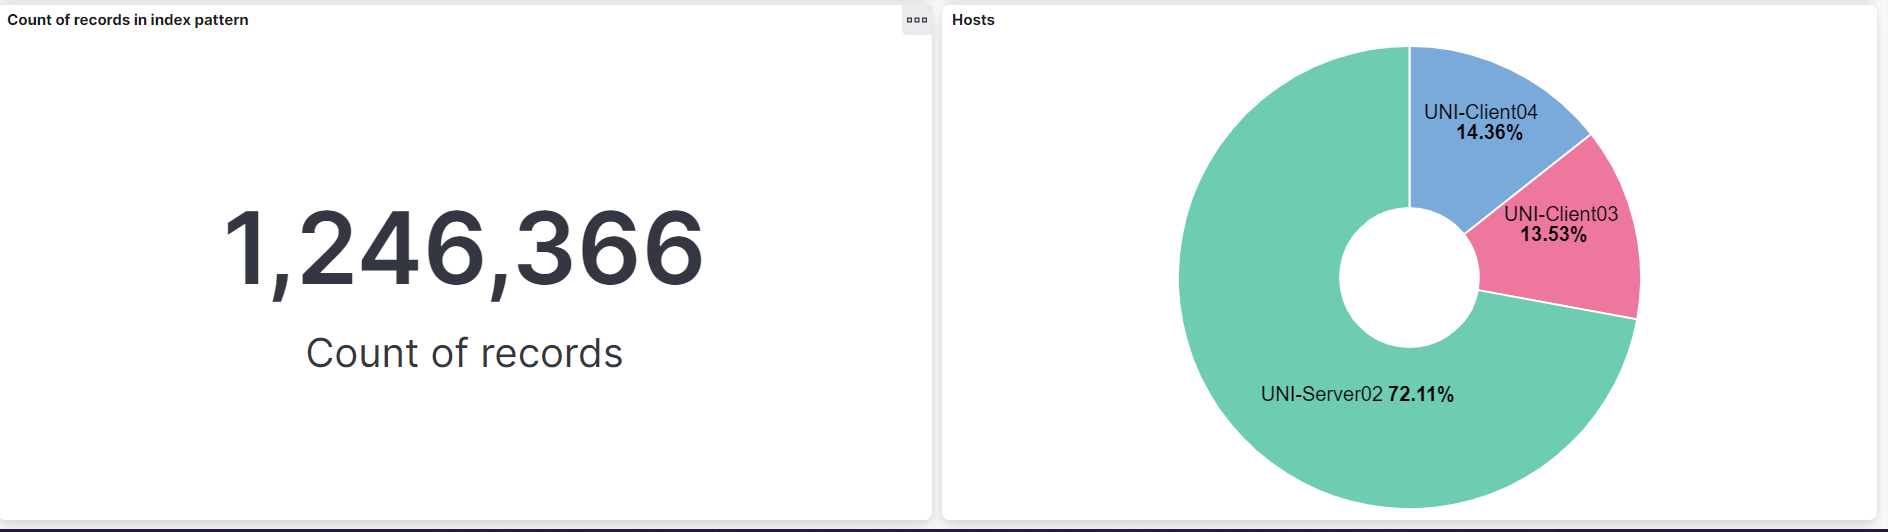 Count of records in index pattern
1,246,366
Count of records
Hosts
UNI-Client04
14.36%
UNI-Client03
13.53%
UNI-Server02 72.11%